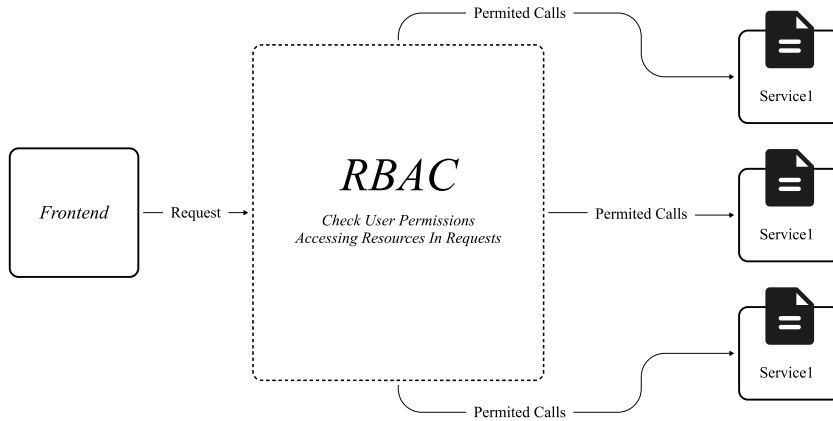 Permited Calls
Service1
RBAC
Frontend
Request
Check User Permissions
Accessing Resources In Requests
Permited Calls
Service1
Permited Calls
Service1